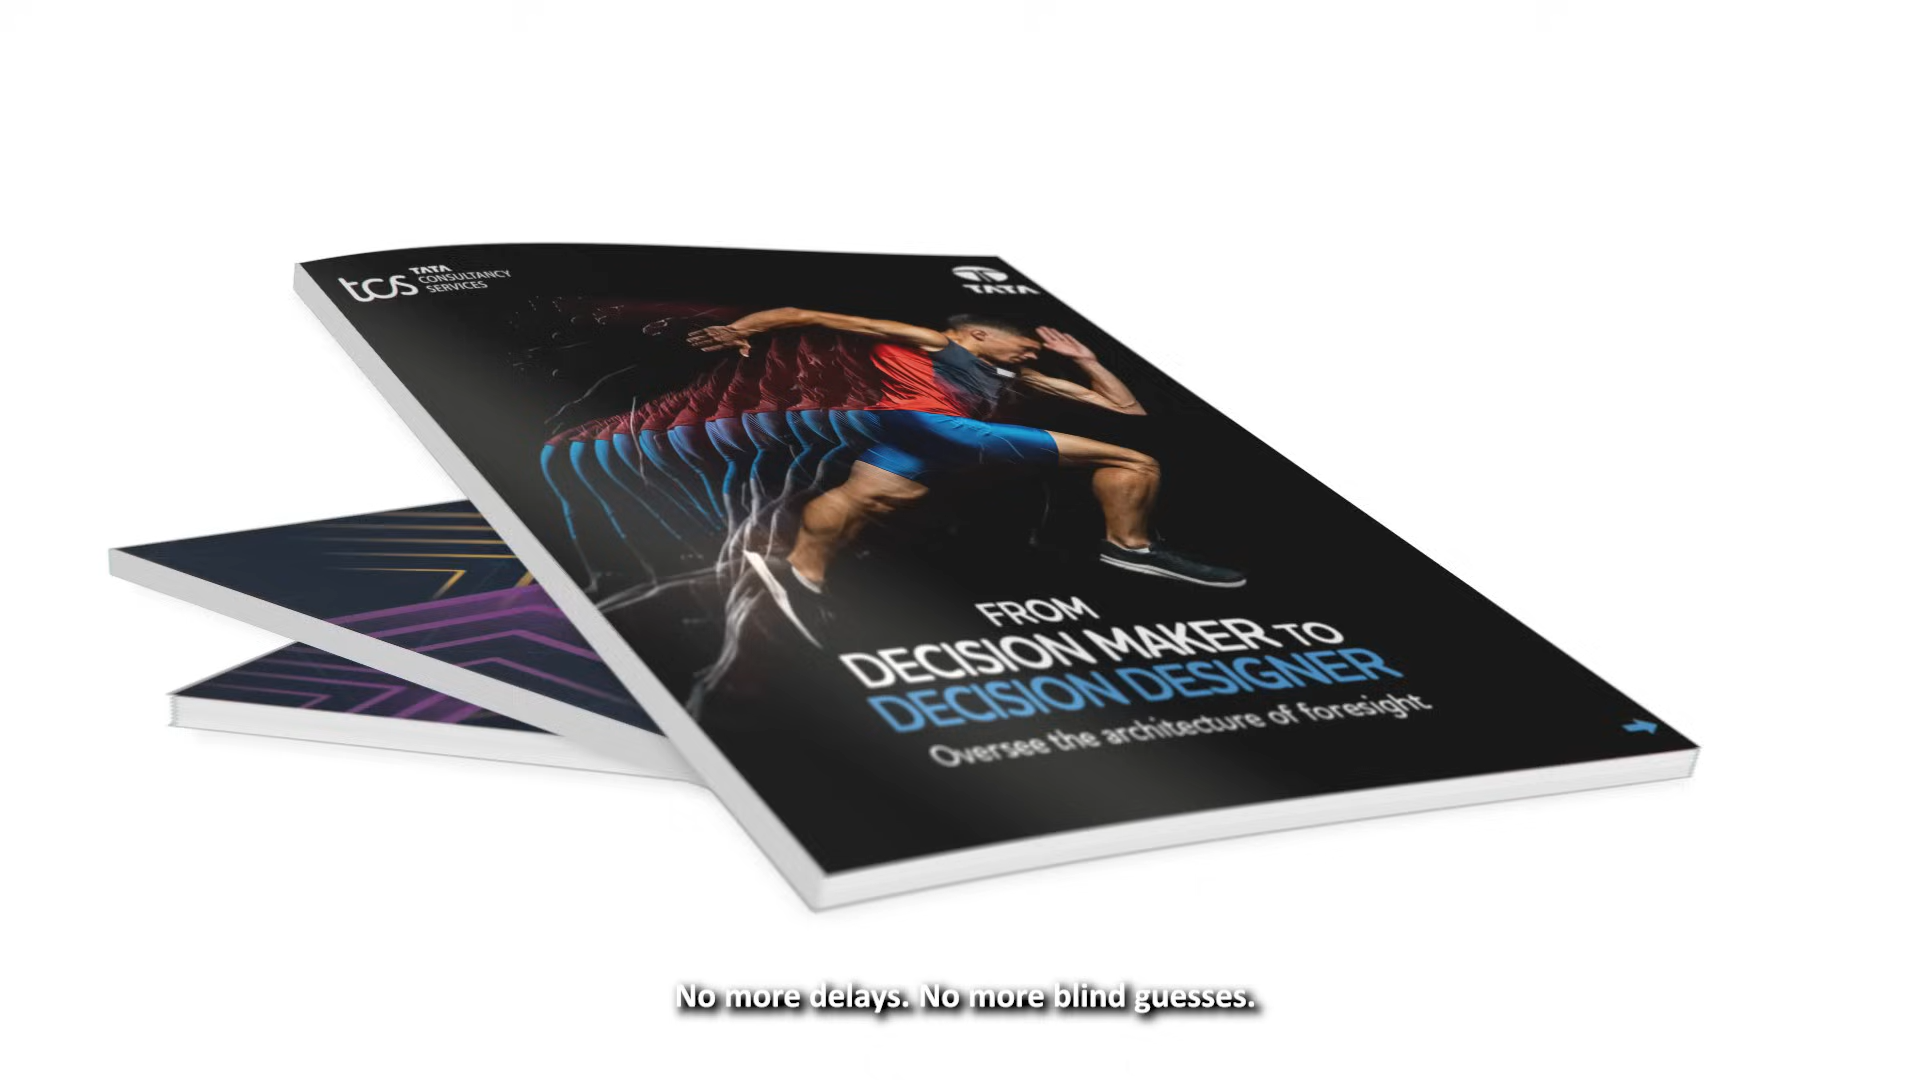 tcs TATA
CONSULTANCY
SERVICES
TATA
FROM
DECISION MAKER TO
DECISION DESIGNER
Oversee the architecture of foresight
No more delays. No more blind guesses.